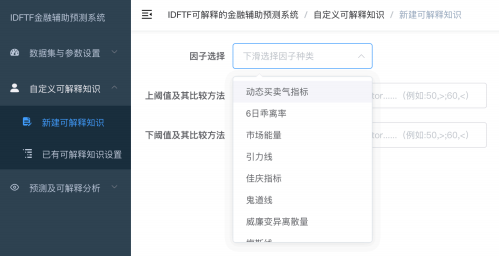 IDFTF金融辅助预测系统
IDFTF可解释的金融辅助预测系统 / 自定义可解释知识 / 新建可解释知识
数据集与参数设置
自定义可解释知识
新建可解释知识
已有可解释知识设置
预测及可解释分析
因子选择
下滑选择因子种类
上阈值及其比较方法
tor......（例如:50,>;60,<）
下阈值及其比较方法
tor......（例如:50,>;60,<）
动态买卖气指标
6日乖离率
市场能量
引力线
佳庆指标
鬼道线
威廉变异离散量